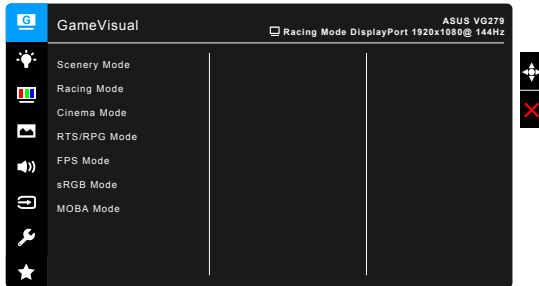 G
GameVisual
ASUS VG279
Racing Mode DisplayPort 1920x1080@ 144Hz
Scenery Mode
Racing Mode
Cinema Mode
RTS/RPG Mode
FPS Mode
sRGB Mode
MOBA Mode